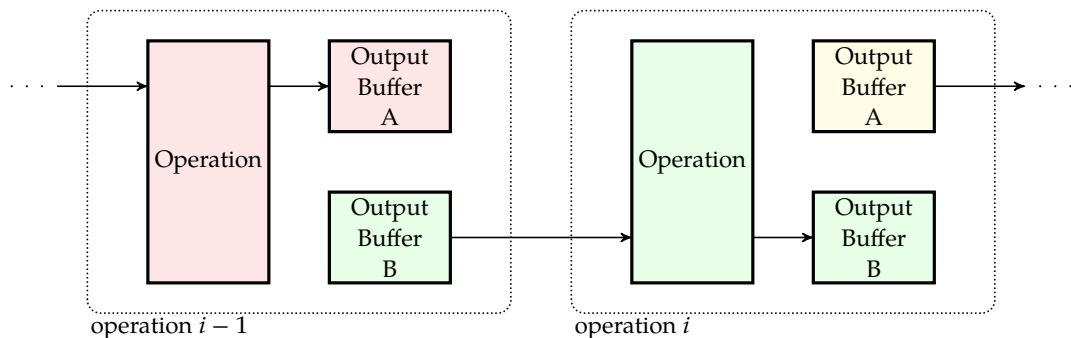 Output
Buffer
A
Operation
Output
Buffer
B
operation i − 1
Output
Buffer
A
Operation
Output
Buffer
B
operation i